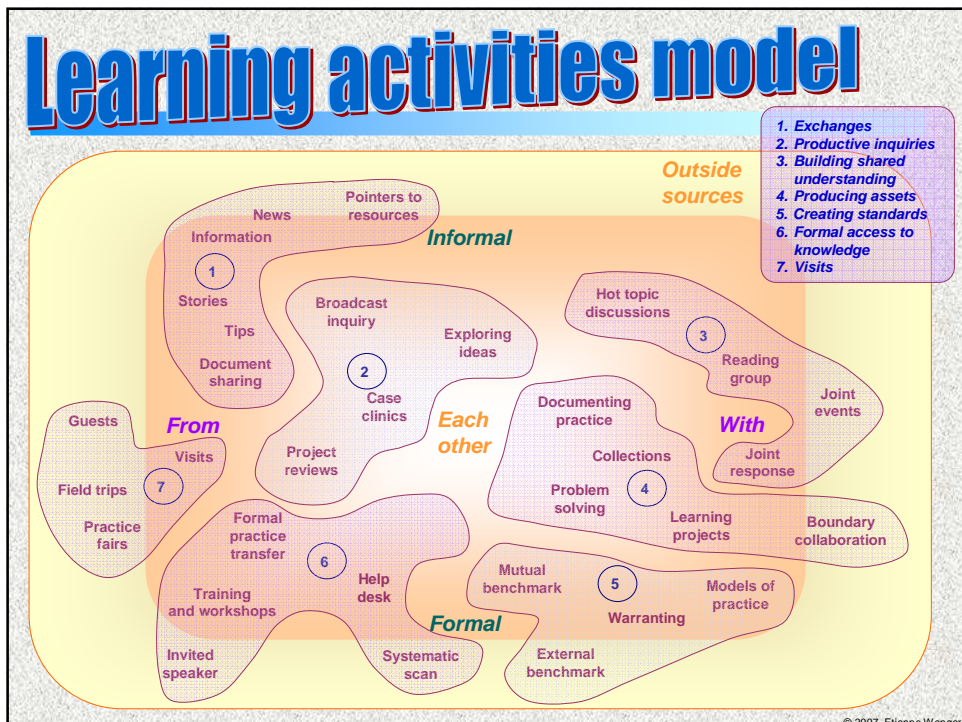 Learning activities model
1. Exchanges
2. Productive inquiries
3. Building shared
understanding
4. Producing assets
5. Creating standards
6. Formal access to
knowledge
7. Visits
Outside
sources
Pointers to
resources
News
Information
Informal
1
Stories
Tips
Document
sharing
Broadcast
inquiry
Exploring
ideas
2
Case
clinics
Project
reviews
Hot topic
discussions
3
Reading
group
Joint
events
Joint
response
From
Each
other
With
Guests
Visits
Field trips
7
Practice
fairs
Documenting
practice
Collections
Problem
solving
4
Learning
projects
Boundary
collaboration
Formal
practice
transfer
6
Help
desk
Training
and workshops
Invited
speaker
Systematic
scan
Formal
Mutual
benchmark
5
Models of
practice
Warranting
External
benchmark
© 2007 Etienne Wenger